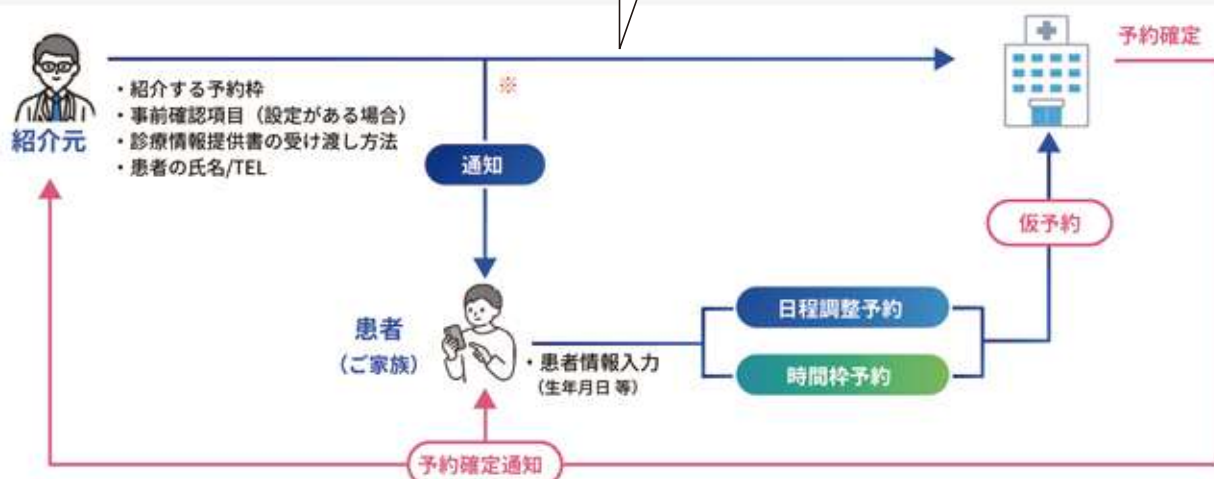 予約確定
※
・紹介する予約枠
・事前確認項目（設定がある場合）
・診療情報提供書の受け渡し方法
・患者の氏名/TEL
紹介元
通知
仮予約
日程調整予約
患者
（ご家族）
・患者情報入力
（生年月日 等）
時間枠予約
予約確定通知